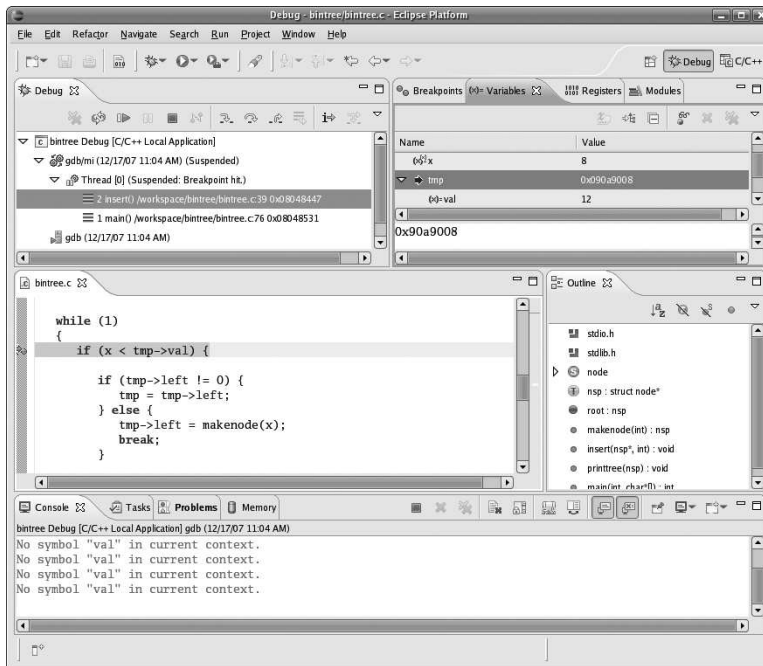 Debug - bintree/bintree.c - Eclipse Platform
File Edit Refactor Navigate Search Run Project Window Help
Debug C/C++
Debug
bintree Debug [C/C++ Local Application]
gdb/mi (12/17/07 11:04 AM) (Suspended)
Thread [0] (Suspended: Breakpoint hit.)
2 insert() /workspace/bintree/bintree.c:39 0x08048447
1 main() /workspace/bintree/bintree.c:76 0x08048531
gdb (12/17/07 11:04 AM)
Breakpoints (x)= Variables Registers Modules
Name Value
x 8
tmp 0x090a9008
(x)= val 12
0x90a9008
bintree.c
while (1)
{
if (x < tmp->val) {
if (tmp->left != 0) {
tmp = tmp->left;
} else {
tmp->left = makenode(x);
break;
}
Outline
stdio.h
stdlib.h
node
nsp : struct node*
root : nsp
makenode(int) : nsp
insert(nsp*, int) : void
printtree(nsp) : void
main(int, char*[]) : int
Console Tasks Problems Memory
bintree Debug [C/C++ Local Application] gdb (12/17/07 11:04 AM)
No symbol "val" in current context.
No symbol "val" in current context.
No symbol "val" in current context.
No symbol "val" in current context.